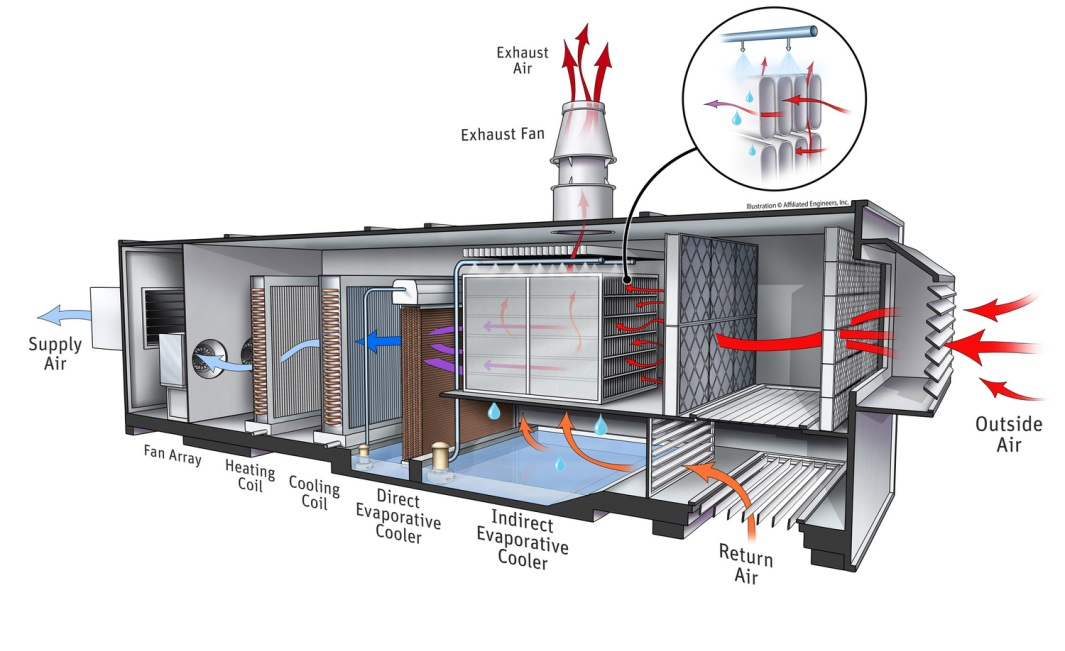 Exhaust
Air
Exhaust Fan
Illustration © Affiliated Engineers, Inc.
Supply
Air
Outside
Air
Fan Array
Heating
Coil
Cooling
Coil
Direct
Evaporative
Cooler
Indirect
Evaporative
Cooler
Return
Air